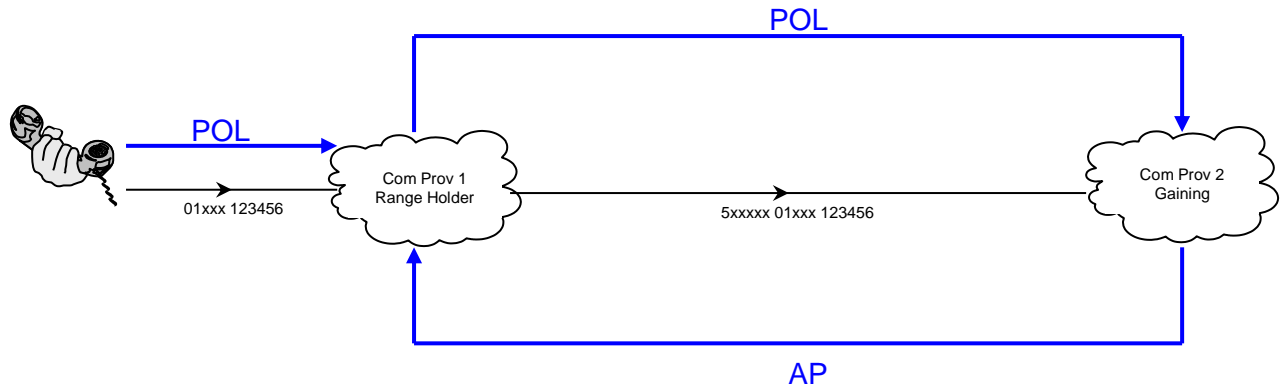 POL
POL
Com Prov 1
Range Holder
Com Prov 2
Gaining
01xxx 123456
5xxxxx 01xxx 123456
AP